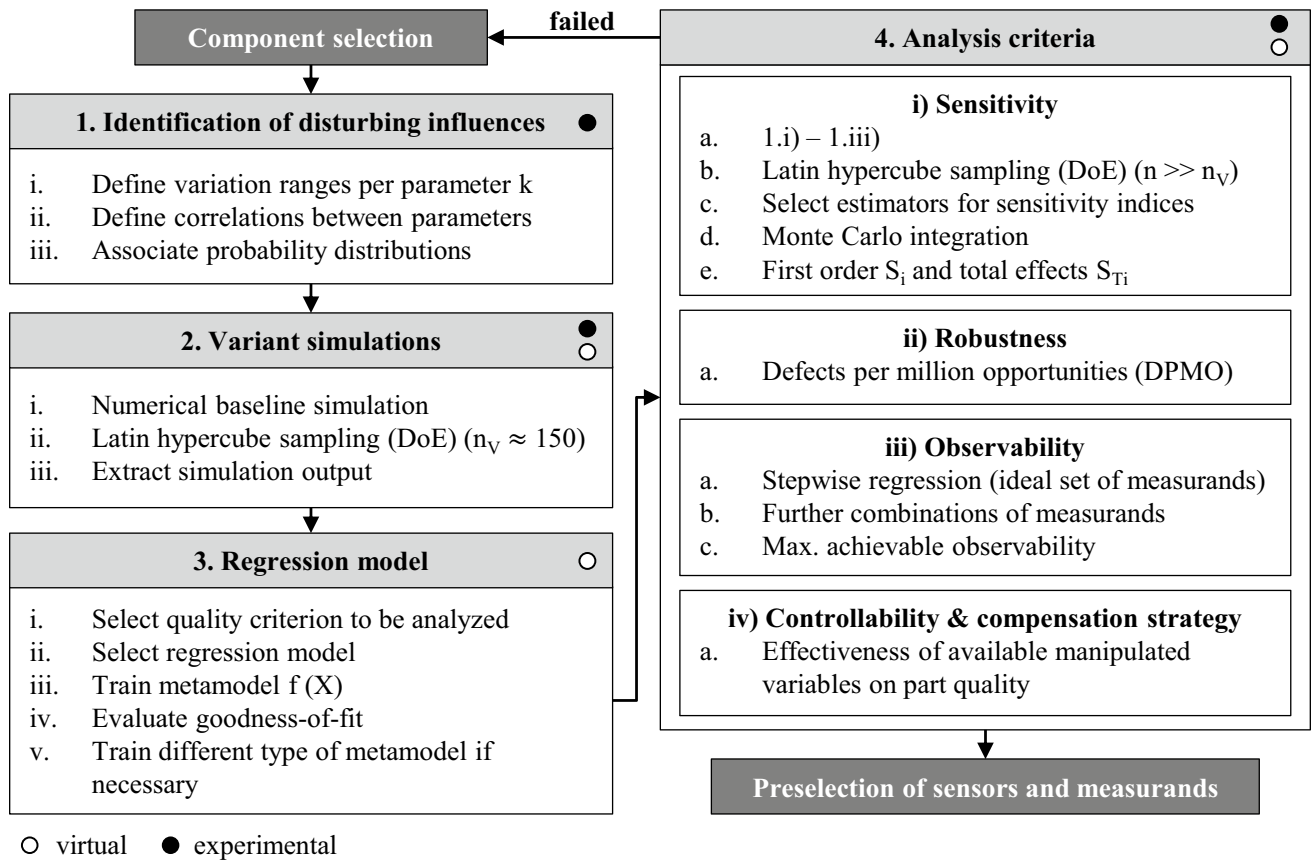 Component selection
failed
1. Identification of disturbing influences
i. Define variation ranges per parameter k
ii. Define correlations between parameters
iii. Associate probability distributions
2. Variant simulations
i. Numerical baseline simulation
ii. Latin hypercube sampling (DoE) (n_V ≈ 150)
iii. Extract simulation output
3. Regression model
i. Select quality criterion to be analyzed
ii. Select regression model
iii. Train metamodel f (X)
iv. Evaluate goodness-of-fit
v. Train different type of metamodel if
necessary
4. Analysis criteria
i) Sensitivity
a. 1.i) – 1.iii)
b. Latin hypercube sampling (DoE) (n >> n_V)
c. Select estimators for sensitivity indices
d. Monte Carlo integration
e. First order S_i and total effects S_Ti
ii) Robustness
a. Defects per million opportunities (DPMO)
iii) Observability
a. Stepwise regression (ideal set of measurands)
b. Further combinations of measurands
c. Max. achievable observability
iv) Controllability & compensation strategy
a. Effectiveness of available manipulated
variables on part quality
Preselection of sensors and measurands
virtual experimental